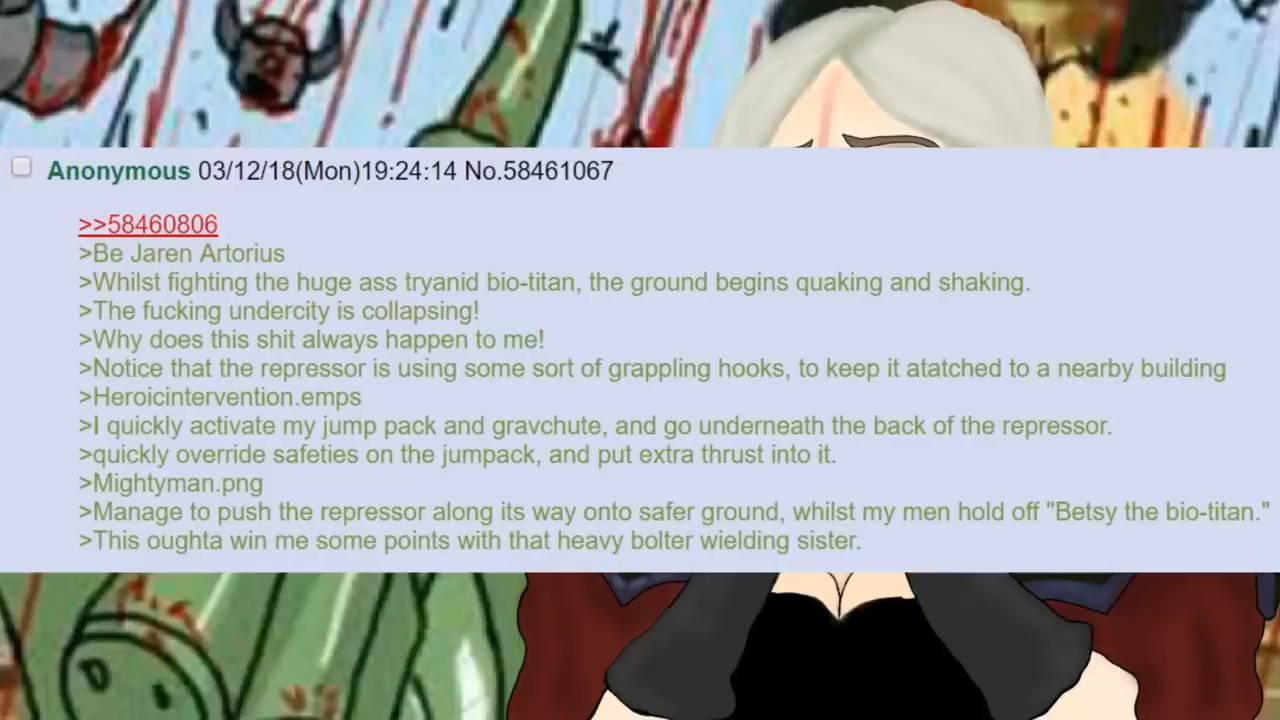 Anonymous 03/12/18(Mon)19:24:14 No.58461067
>>58460806
>Be Jaren Artorius
>Whilst fighting the huge ass tryanid bio-titan, the ground begins quaking and shaking.
>The fucking undercity is collapsing!
>Why does this shit always happen to me!
>Notice that the repressor is using some sort of grappling hooks, to keep it atatched to a nearby building
>Heroicintervention.emps
>I quickly activate my jump pack and gravchute, and go underneath the back of the repressor.
>quickly override safeties on the jumpack, and put extra thrust into it.
>Mightyman.png
>Manage to push the repressor along its way onto safer ground, whilst my men hold off "Betsy the bio-titan."
>This oughta win me some points with that heavy bolter wielding sister.